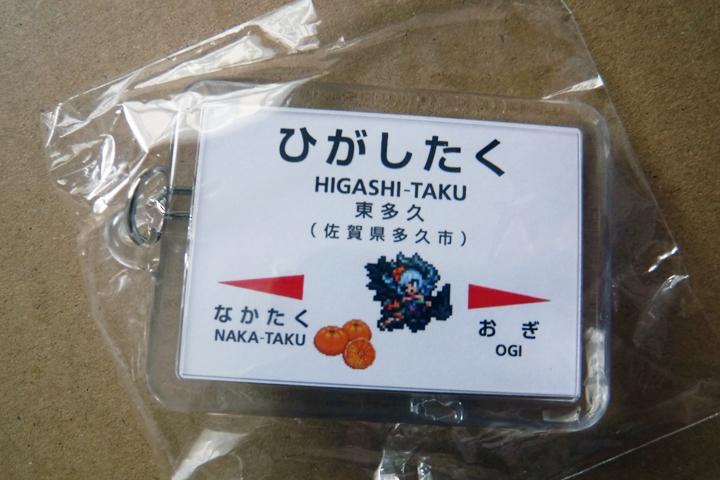 ひがしたく
HIGASHI-TAKU
東多久
(佐賀県多久市)
なかたく
NAKA-TAKU
おぎ
OGI